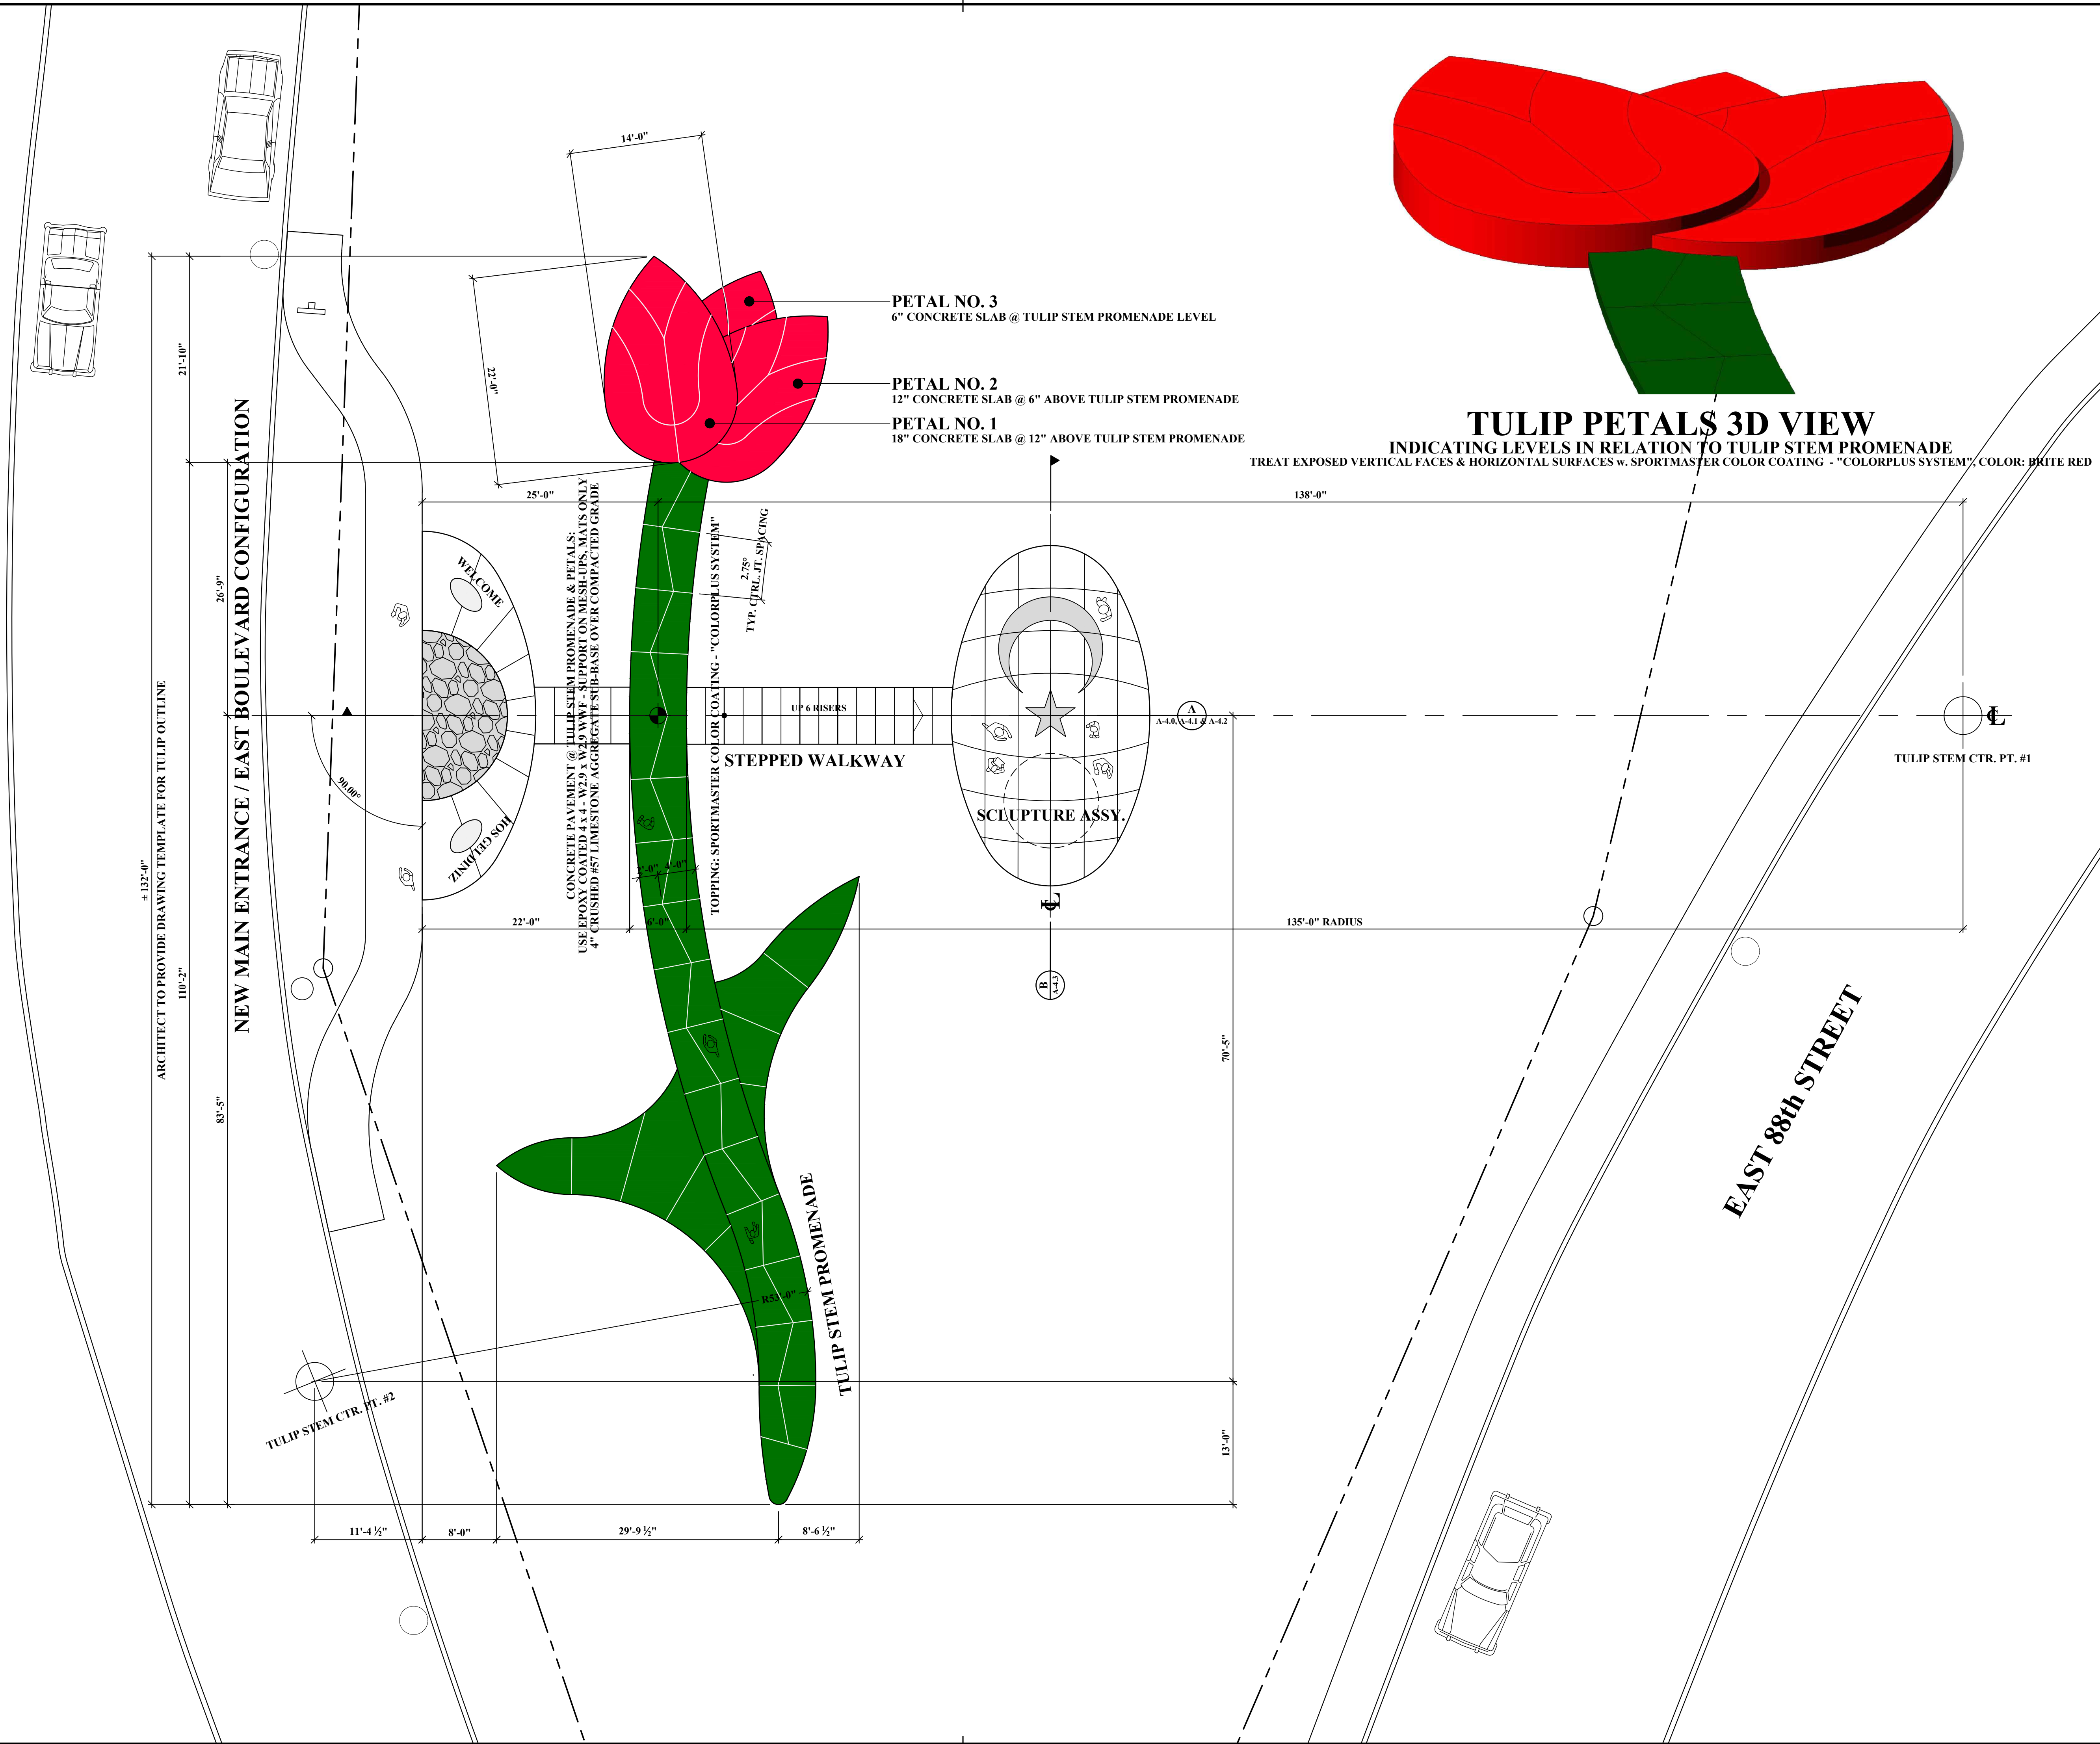 14'-0"
22'-0"
21'-10"
26'-9"
± 132'-0"
110'-2"
83'-5"
ARCHITECT TO PROVIDE DRAWING TEMPLATE FOR TULIP OUTLINE
NEW MAIN ENTRANCE / EAST BOULEVARD CONFIGURATION
PETAL NO. 3
6" CONCRETE SLAB @ TULIP STEM PROMENADE LEVEL
PETAL NO. 2
12" CONCRETE SLAB @ 6" ABOVE TULIP STEM PROMENADE
PETAL NO. 1
18" CONCRETE SLAB @ 12" ABOVE TULIP STEM PROMENADE
TULIP PETALS 3D VIEW
INDICATING LEVELS IN RELATION TO TULIP STEM PROMENADE
TREAT EXPOSED VERTICAL FACES & HORIZONTAL SURFACES w. SPORTMASTER COLOR COATING - "COLORPLUS SYSTEM", COLOR: BRITE RED
25'-0"
138'-0"
CONCRETE PAVEMENT @ TULIP STEM PROMENADE & PETALS:
USE EPOXY COATED 4 x 4 - W2.9 x W2.9 WWF - SUPPORT ON MESH-UPS, MATS ONLY
4" CRUSHED #57 LIMESTONE AGGREGATE SUB-BASE OVER COMPACTED GRADE
TOPPING: SPORTMASTER COLOR COATING - "COLORPLUS SYSTEM"
2.75°
TYP. CTRL. JT. SPACING
WELCOME
HOS GELDINIZ
90.00°
UP 6 RISERS
STEPPED WALKWAY
SCLUPTURE ASSY.
A
A-4.0, A-4.1 & A-4.2
℄
TULIP STEM CTR. PT. #1
2'-0"
4'-0"
22'-0"
6'-0"
135'-0" RADIUS
℄
B
A-4.3
70'-5"
EAST 88th STREET
TULIP STEM PROMENADE
R53'-0"
TULIP STEM CTR. PT. #2
13'-0"
11'-4 ½"
8'-0"
29'-9 ½"
8'-6 ½"